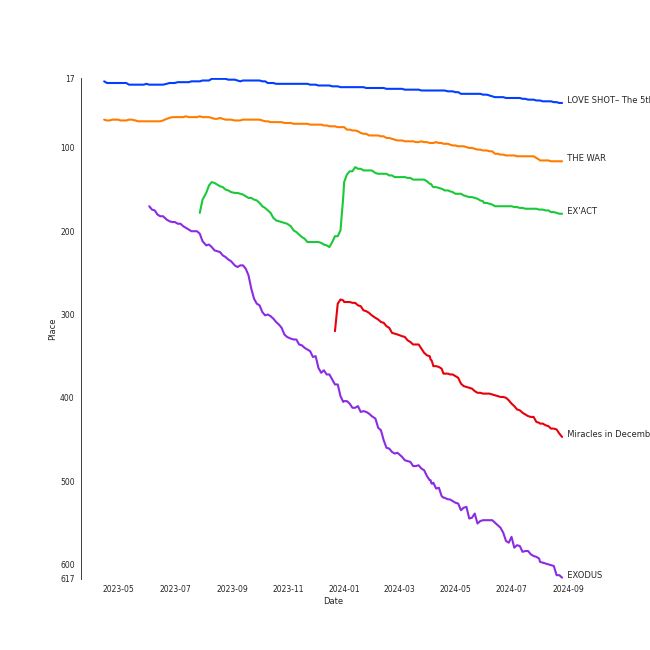 17
100
200
300
400
500
600
617
Place
LOVE SHOT– The 5t
THE WAR
EX'ACT
Miracles in Decemb
EXODUS
2023-05 2023-07 2023-09 2023-11 2024-01 2024-03 2024-05 2024-07 2024-09
Date